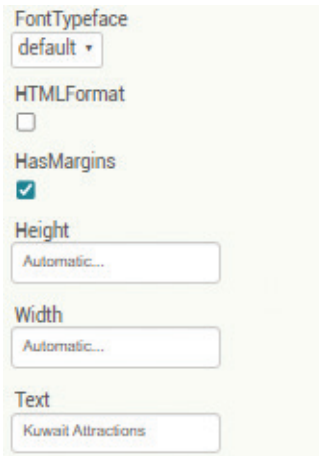 FontTypeface
default
HTMLFormat
HasMargins
Height
Automatic...
Width
Automatic...
Text
Kuwait Attractions